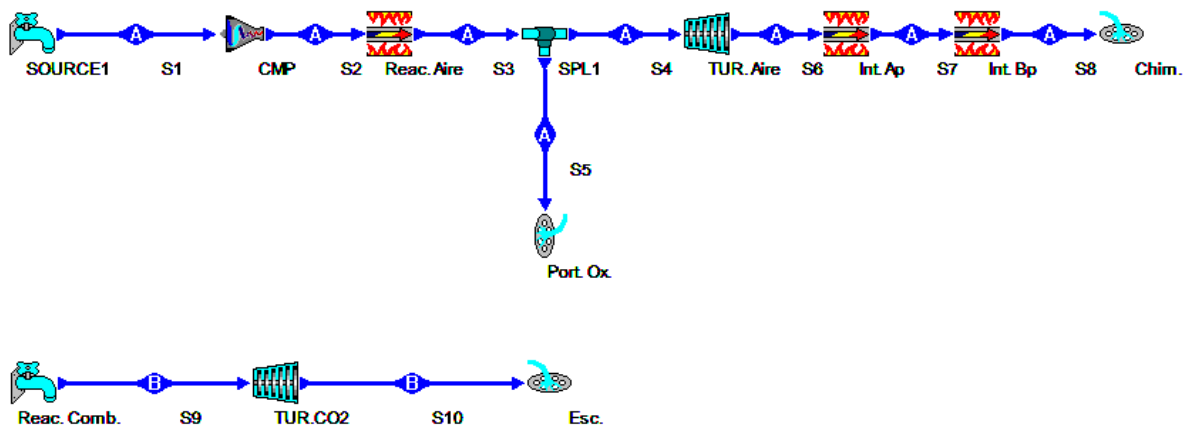 A A A A A A A
SOURCE1 S1 CMP S2 Reac. Aire S3 SPL1 S4 TUR. Aire S6 Int. Ap S7 Int. Bp S8 Chim.
A
S5
Port. Ox.
B B
Reac. Comb. S9 TUR.CO2 S10 Esc.